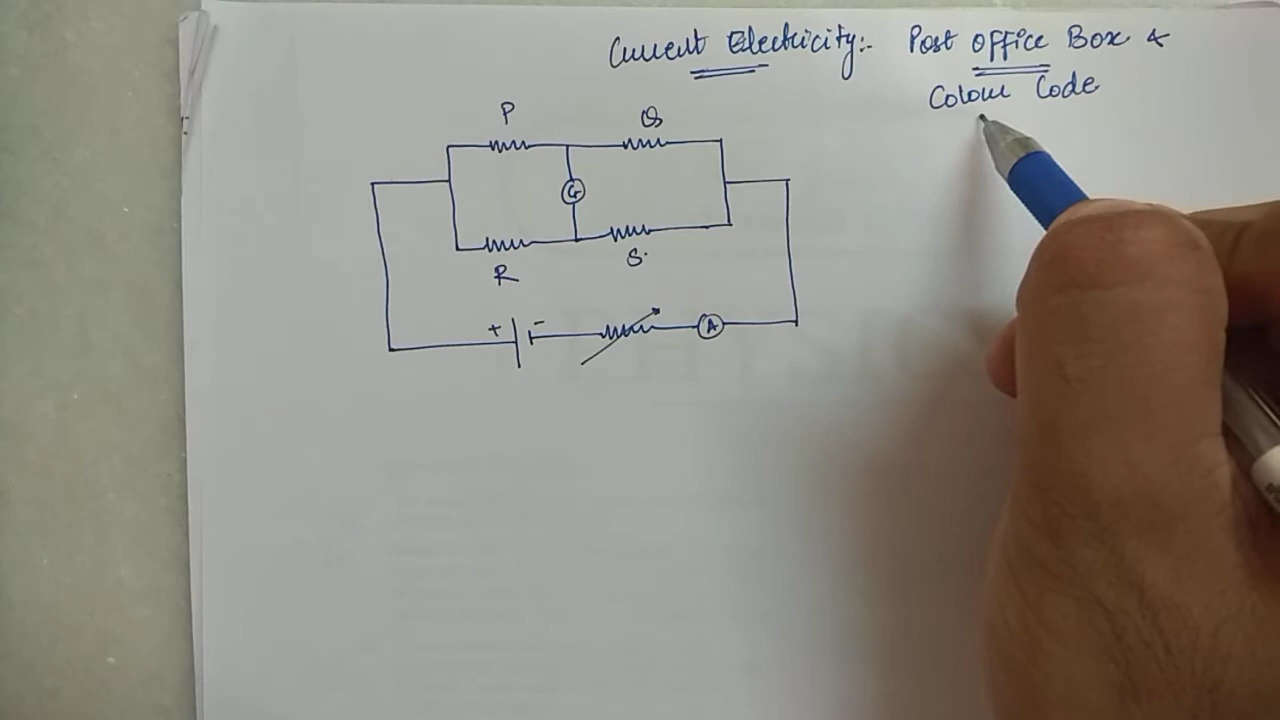 Current Electricity:- Post Office Box &
Colour Code
P Q
G
R S
+ - A